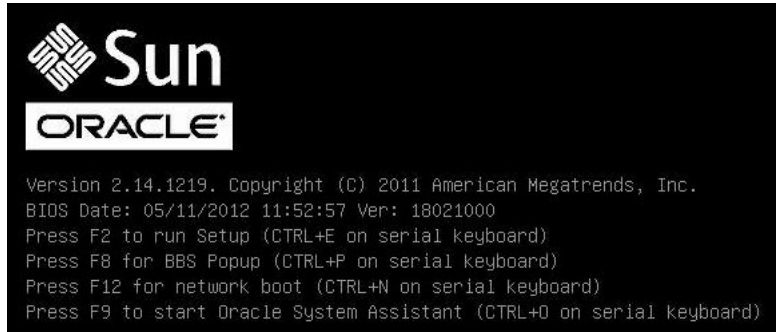 Sun
ORACLE
Version 2.14.1219. Copyright (C) 2011 American Megatrends, Inc.
BIOS Date: 05/11/2012 11:52:57 Ver: 18021000
Press F2 to run Setup (CTRL+E on serial keyboard)
Press F8 for BBS Popup (CTRL+P on serial keyboard)
Press F12 for network boot (CTRL+N on serial keyboard)
Press F9 to start Oracle System Assistant (CTRL+O on serial keyboard)